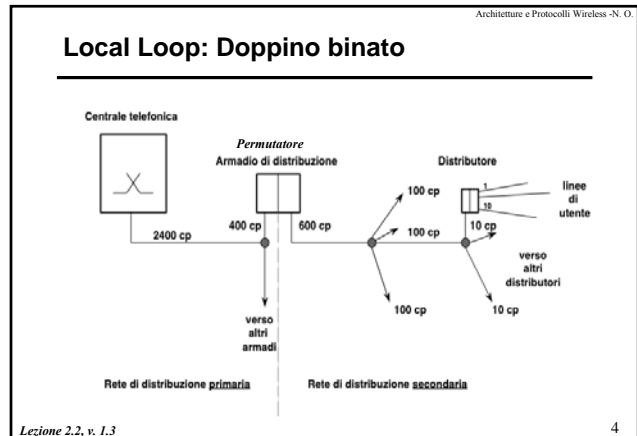 Architetture e Protocolli Wireless -N. O.
Local Loop: Doppino binato
Centrale telefonica
Permutatore
Armadio di distribuzione
Distributore
100 cp
1
10
linee
di
utente
2400 cp
400 cp
600 cp
100 cp
10 cp
verso
altri
distributori
100 cp
10 cp
verso
altri
armadi
Rete di distribuzione primaria
Rete di distribuzione secondaria
Lezione 2.2, v. 1.3
4